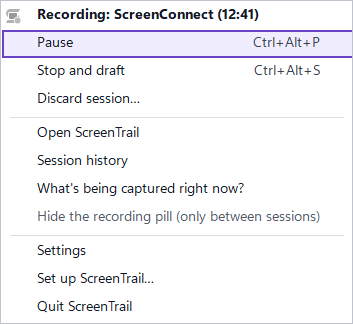 Recording: ScreenConnect (12:41)
Pause Ctrl+Alt+P
Stop and draft Ctrl+Alt+S
Discard session...
Open ScreenTrail
Session history
What's being captured right now?
Hide the recording pill (only between sessions)
Settings
Set up ScreenTrail...
Quit ScreenTrail